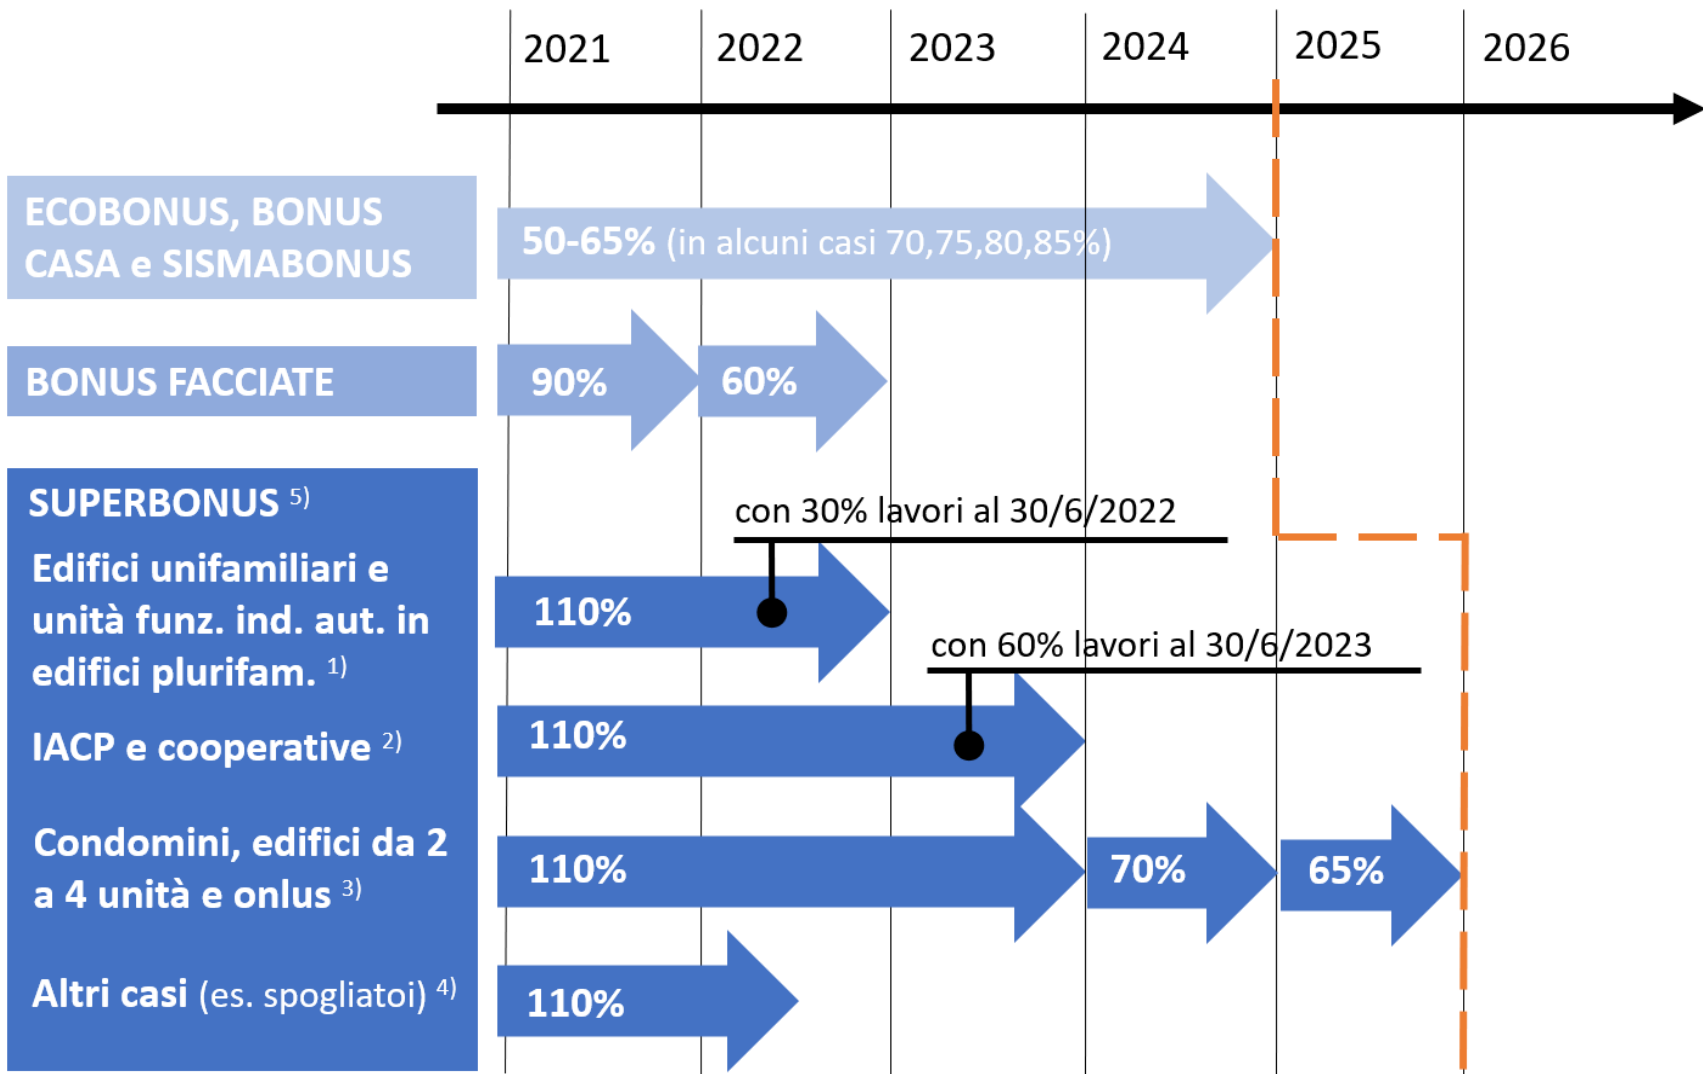 2021
2022
2023
2024
2025
2026
ECOBONUS, BONUS
CASA e SISMABONUS
50-65% (in alcuni casi 70,75,80,85%)
BONUS FACCIATE
90%
60%
SUPERBONUS 5)
con 30% lavori al 30/6/2022
Edifici unifamiliari e
unità funz. ind. aut. in
edifici plurifam. 1)
110%
con 60% lavori al 30/6/2023
IACP e cooperative 2)
110%
Condomini, edifici da 2
a 4 unità e onlus 3)
110%
70%
65%
Altri casi (es. spogliatoi) 4)
110%